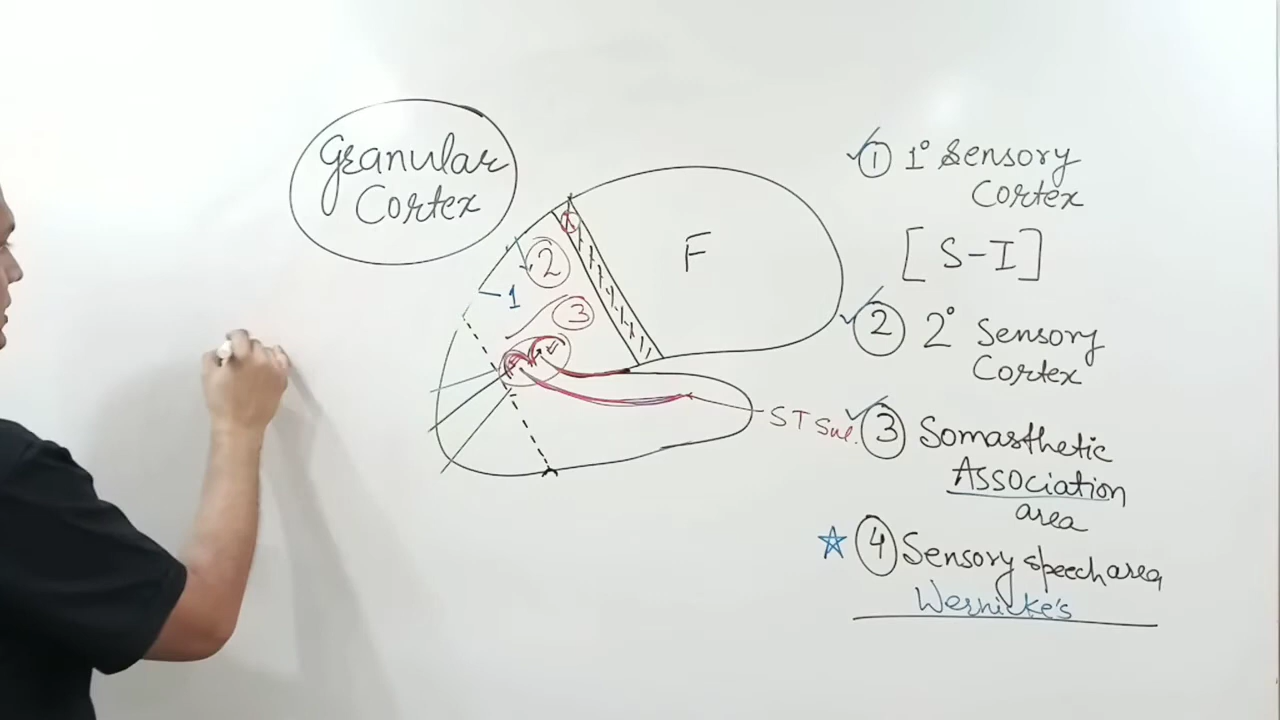 Granular
Cortex
F
2
1
3
ST Sul.
1 1° Sensory
Cortex
[S-I]
2 2° Sensory
Cortex
3 Somasthetic
Association
area
4 Sensory speech area
Wernicke's